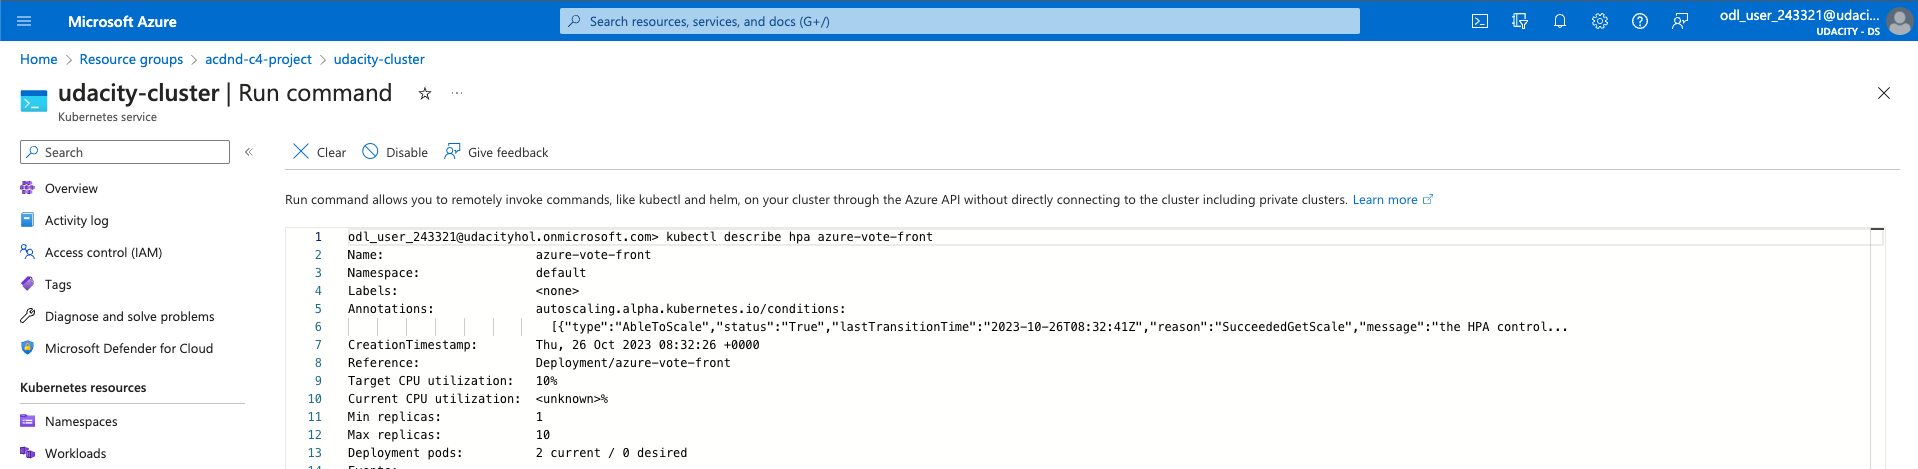 Microsoft Azure
Search resources, services, and docs (G+/)
odl_user_243321@udaci...
UDACITY - DS
Home > Resource groups > acdnd-c4-project > udacity-cluster
udacity-cluster | Run command
Kubernetes service
Search
Clear Disable Give feedback
Overview
Activity log
Access control (IAM)
Tags
Diagnose and solve problems
Microsoft Defender for Cloud
Kubernetes resources
Namespaces
Workloads
Run command allows you to remotely invoke commands, like kubectl and helm, on your cluster through the Azure API without directly connecting to the cluster including private clusters. Learn more
1 odl_user_243321@udacityhol.onmicrosoft.com> kubectl describe hpa azure-vote-front
2 Name: azure-vote-front
3 Namespace: default
4 Labels: <none>
5 Annotations: autoscaling.alpha.kubernetes.io/conditions:
6 [{"type":"AbleToScale","status":"True","lastTransitionTime":"2023-10-26T08:32:41Z","reason":"SucceededGetScale","message":"the HPA control...
7 CreationTimestamp: Thu, 26 Oct 2023 08:32:26 +0000
8 Reference: Deployment/azure-vote-front
9 Target CPU utilization: 10%
10 Current CPU utilization: <unknown>%
11 Min replicas: 1
12 Max replicas: 10
13 Deployment pods: 2 current / 0 desired